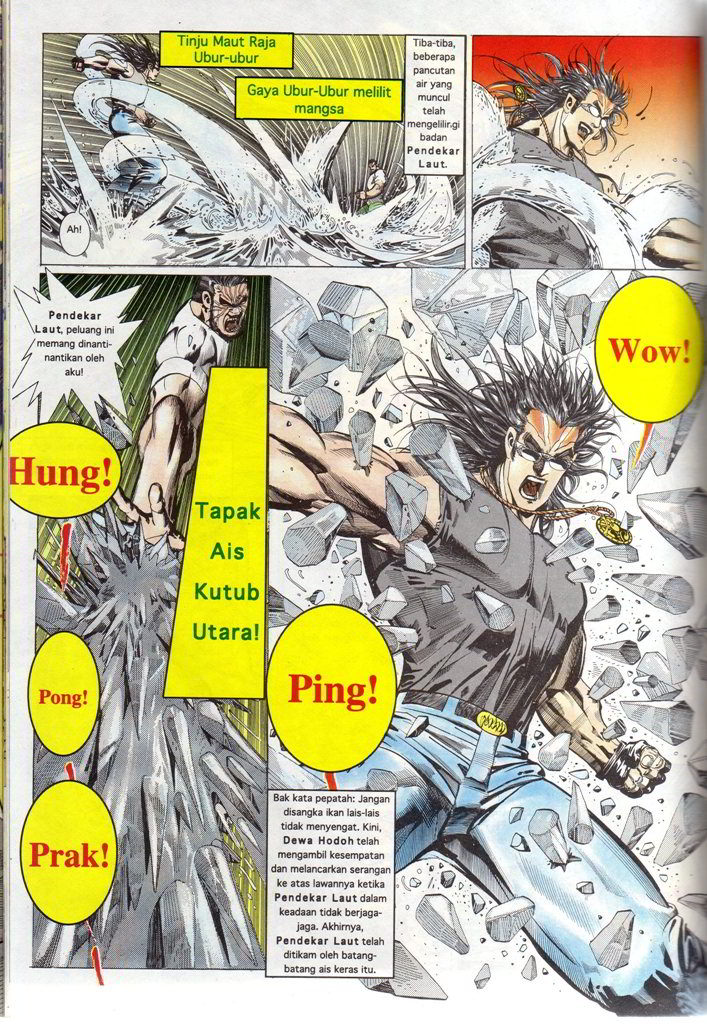 Tinju Maut Raja
Ubur-ubur
Gaya Ubur-Ubur melilit
mangsa
Tiba-tiba,
beberapa
pancutan
air yang
muncul
telah
mengelilir.gi
badan
Pendekar
Laut.
Ah!
Pendekar
Laut, peluang ini
memang dinanti-
nantikan oleh
aku!
Wow!
Hung!
Tapak
Ais
Kutub
Utara!
Pong!
Ping!
Prak!
Bak kata pepatah: Jangan
disangka ikan lais-lais
tidak menyengat. Kini,
Dewa Hodoh telah
mengambil kesempatan
dan melancarkan serangan
ke atas lawannya ketika
Pendekar Laut dalam
keadaan tidak berjaga-
jaga. Akhirnya,
Pendekar Laut telah
ditikam oleh batang-
batang ais keras itu.